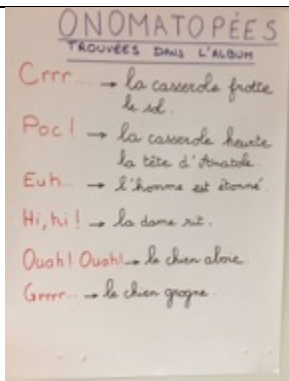 ONOMATOPÉES
TROUVÉES DANS L'ALBUM
Crrr... → la casserole frotte
le sol.
Poc! → la casserole heurte
la tête d'Anatole.
Euh... → l'homme est étonné.
Hi, hi! → la dame rit.
Ouah! Ouah! → le chien aboie.
Grrrr... → le chien grogne.